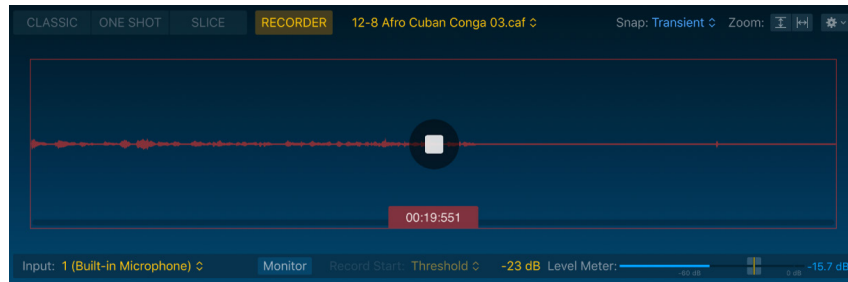 CLASSIC ONE SHOT SLICE RECORDER 12-8 Afro Cuban Conga 03.caf Snap: Transient Zoom:
00:19:551
Input: 1 (Built-in Microphone) Monitor Record Start: Threshold -23 dB Level Meter: -60 dB 0 dB -15.7 dB